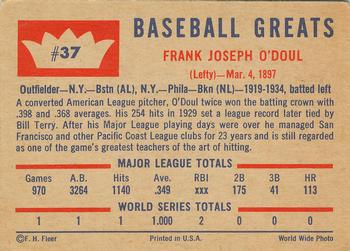 #37
BASEBALL GREATS
FRANK JOSEPH O'DOUL
(Lefty)—Mar. 4, 1897
Outfielder—N.Y.—Bstn (AL), N.Y.—Phila—Bkn (NL)—1919-1934, batted left
A converted American League pitcher, O'Doul twice won the batting crown with
.398 and .368 averages. His 254 hits in 1929 set a league record later tied by
Bill Terry. After his Major League playing days were over he managed San
Francisco and other Pacific Coast League clubs for 23 years and is still regarded
as one of the game's greatest teachers of the art of hitting.
MAJOR LEAGUE TOTALS
Games A.B. Hits Ave. RBI 2B 3B HR
970 3264 1140 .349 xxx 175 41 113
WORLD SERIES TOTALS
1 1 1 1.000 2 0 0 0
©F. H. Fleer Printed in U.S.A. World Wide Photo